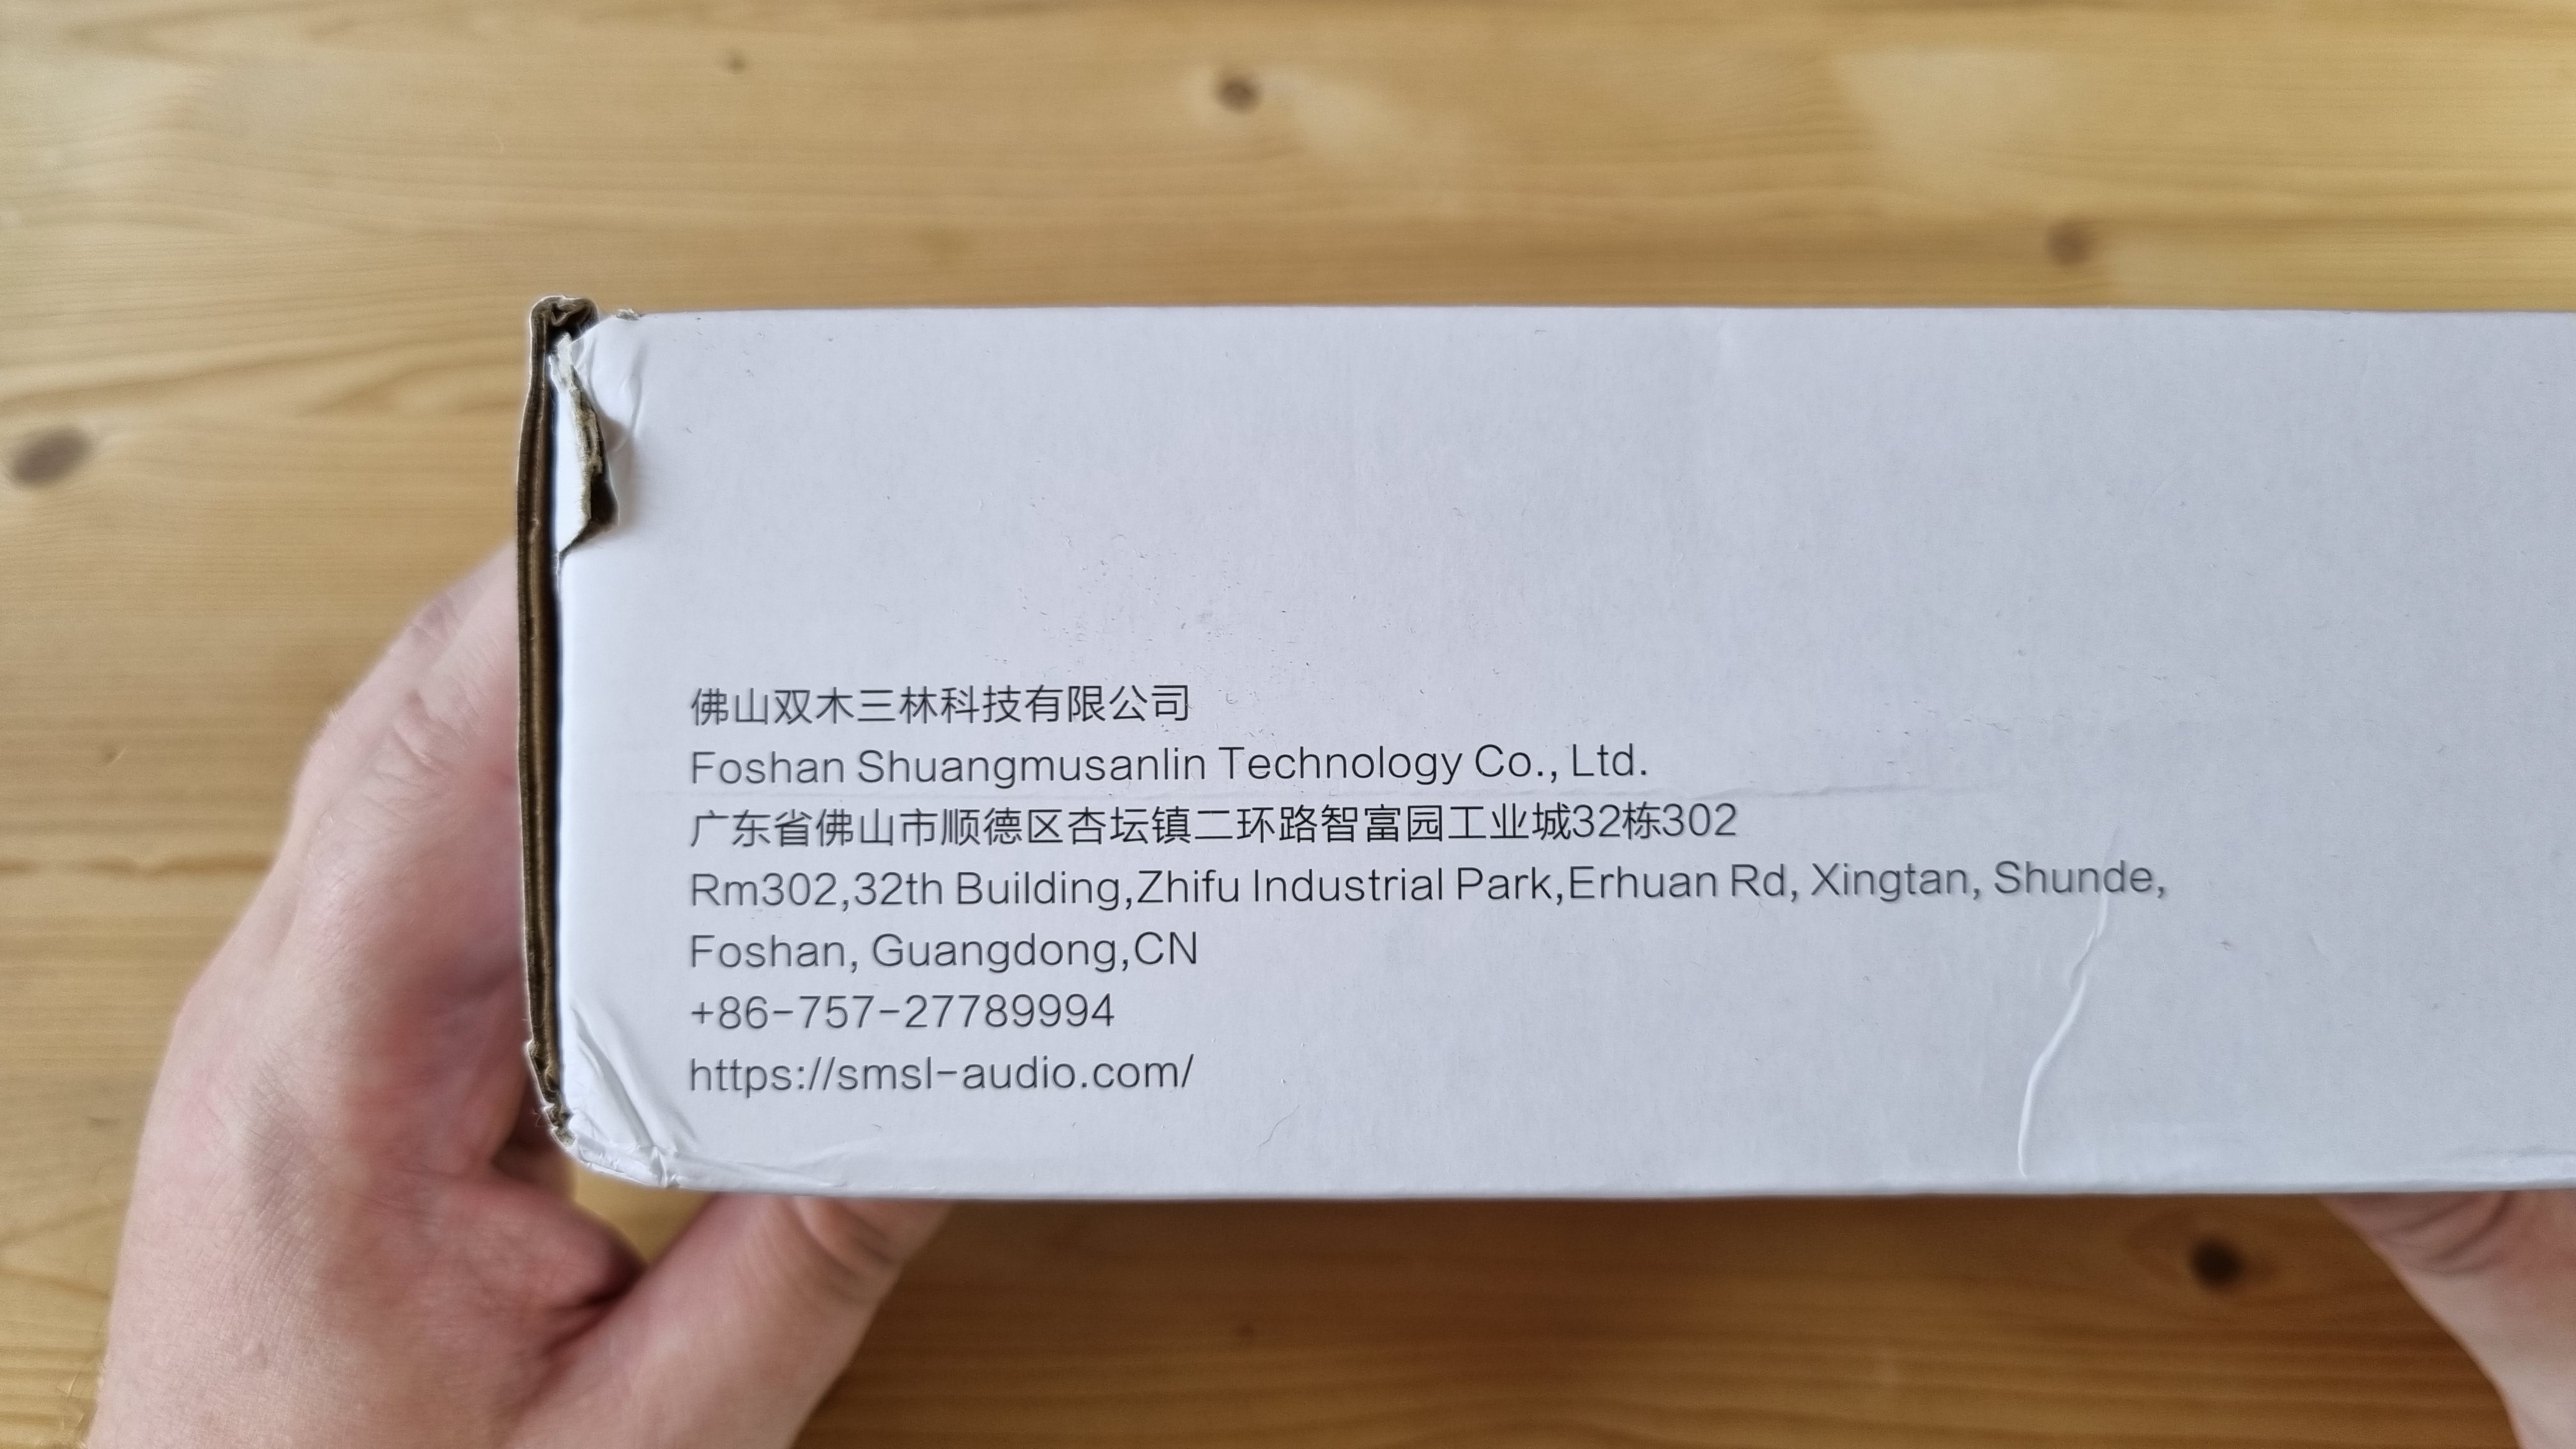 佛山双木三林科技有限公司
Foshan Shuangmusanlin Technology Co., Ltd.
广东省佛山市顺德区杏坛镇二环路智富园工业城32栋302
Rm302,32th Building,Zhifu Industrial Park,Erhuan Rd, Xingtan, Shunde,
Foshan, Guangdong,CN
+86-757-27789994
https://smsl-audio.com/